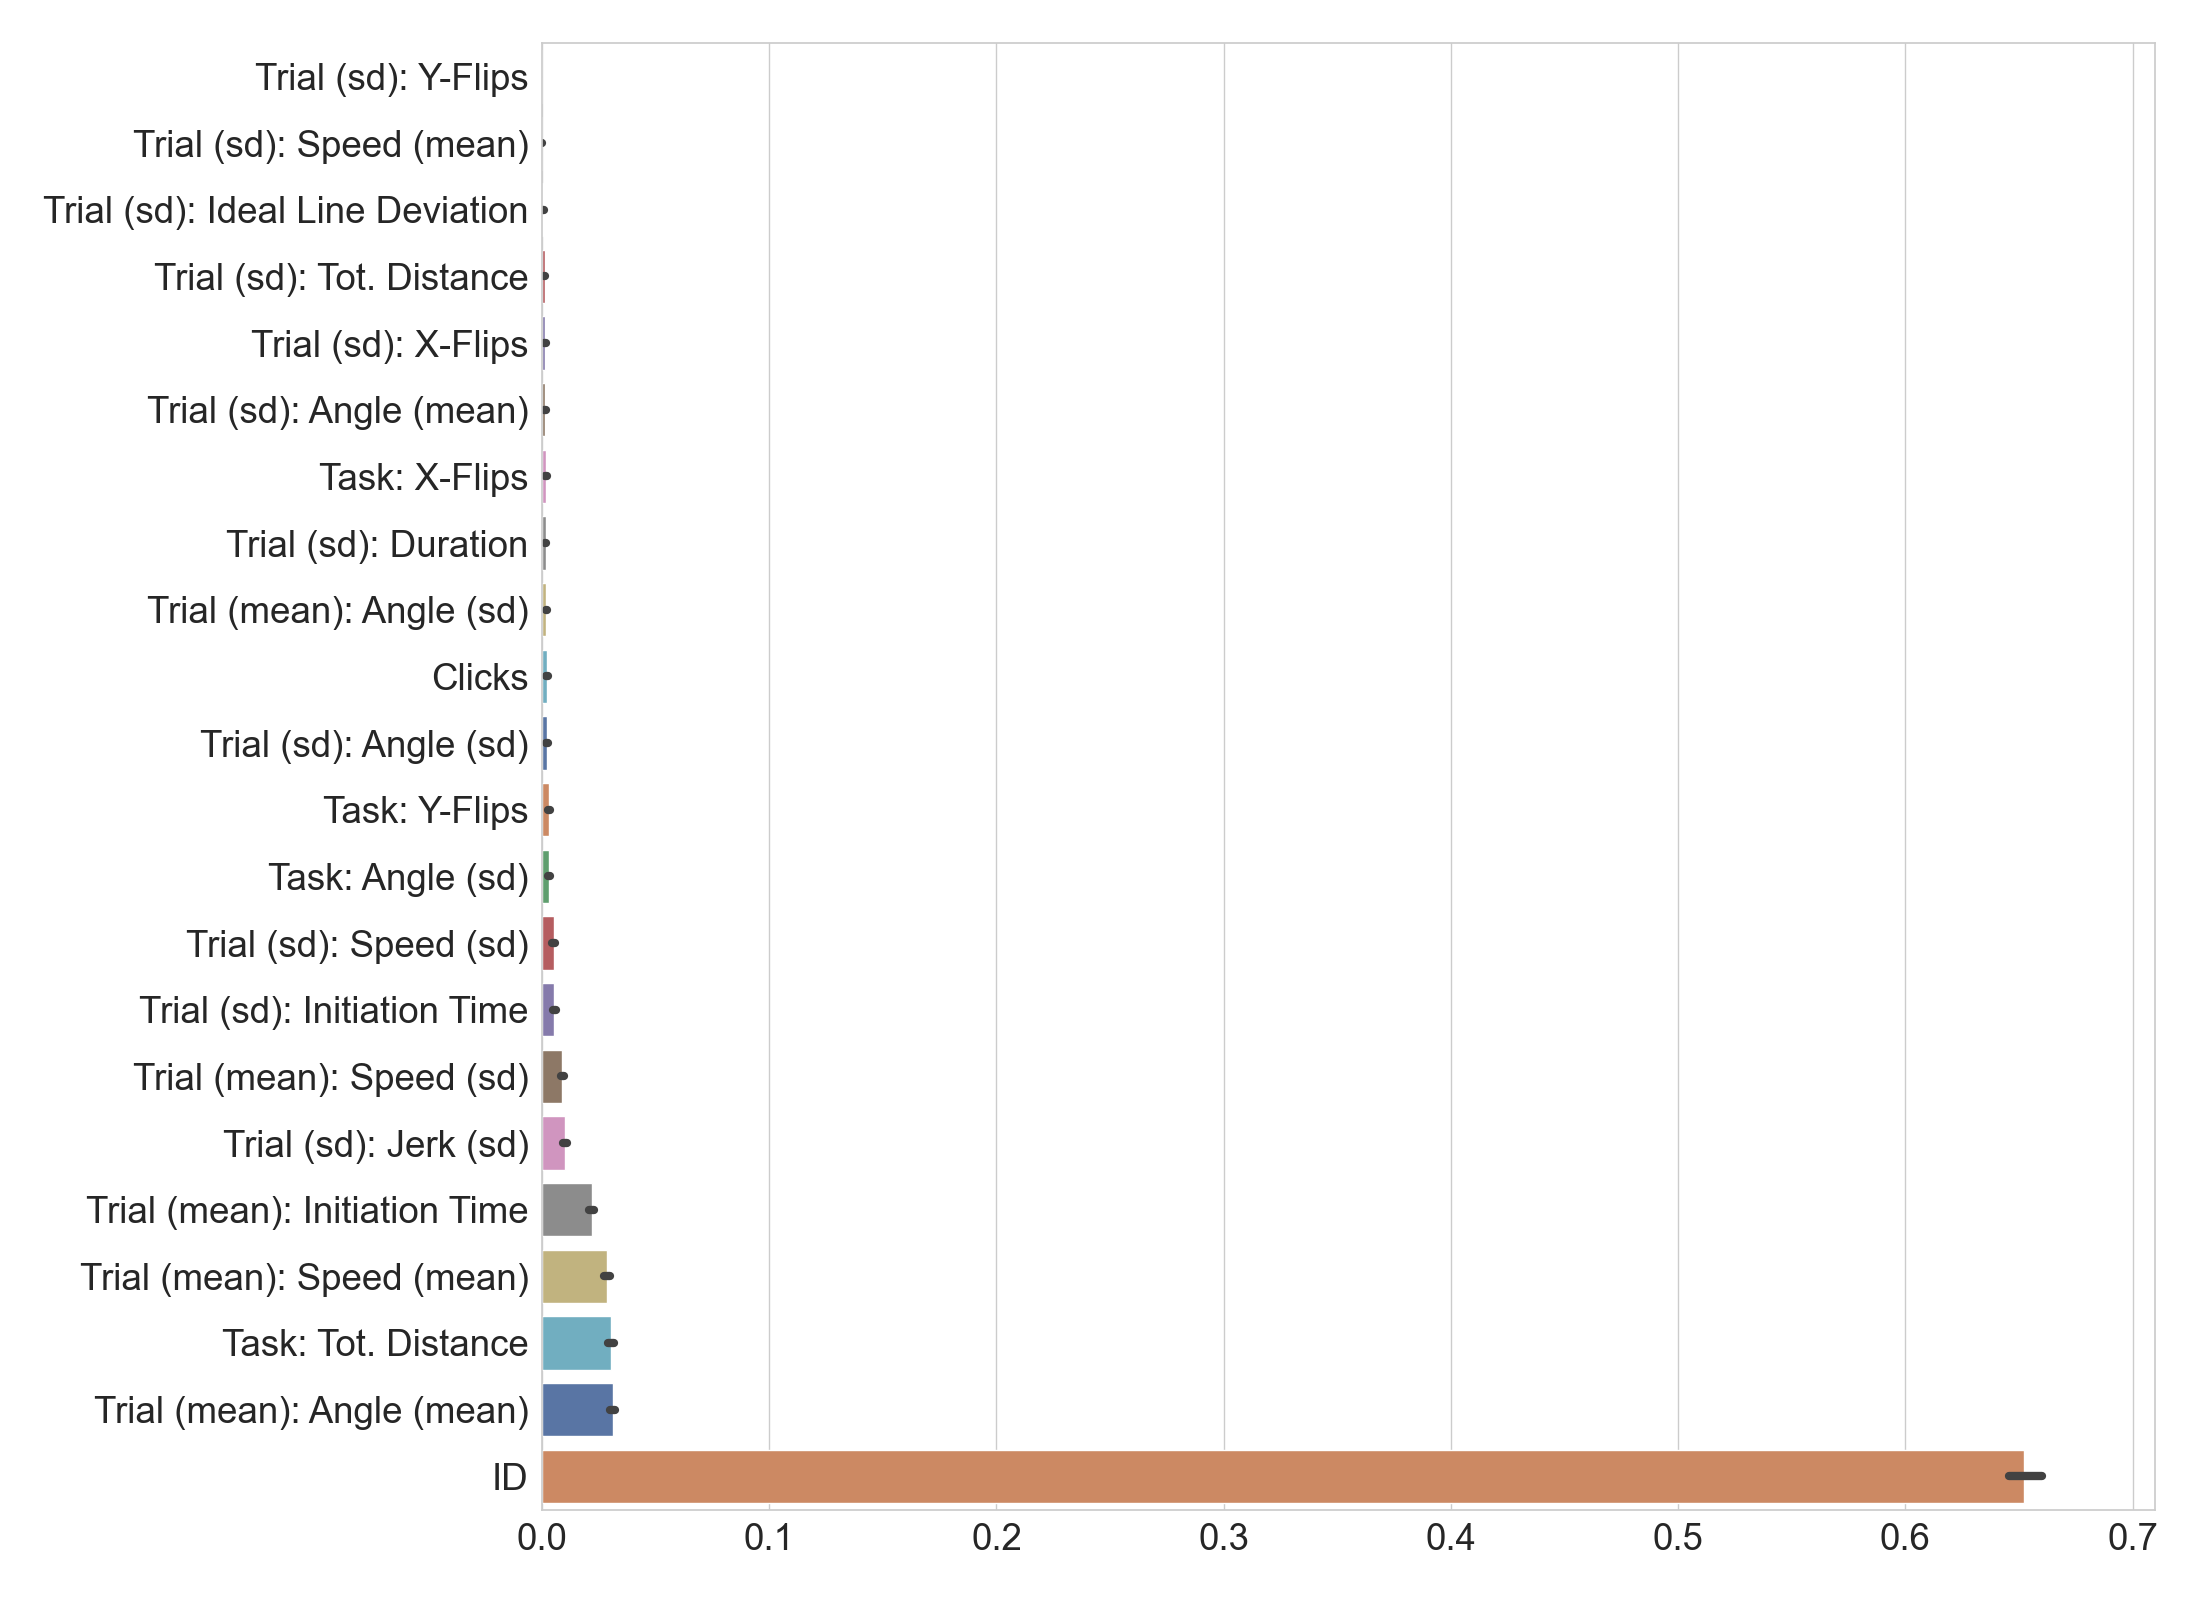 Trial (sd): Y-Flips
Trial (sd): Speed (mean)
Trial (sd): Ideal Line Deviation
Trial (sd): Tot. Distance
Trial (sd): X-Flips
Trial (sd): Angle (mean)
Task: X-Flips
Trial (sd): Duration
Trial (mean): Angle (sd)
Clicks
Trial (sd): Angle (sd)
Task: Y-Flips
Task: Angle (sd)
Trial (sd): Speed (sd)
Trial (sd): Initiation Time
Trial (mean): Speed (sd)
Trial (sd): Jerk (sd)
Trial (mean): Initiation Time
Trial (mean): Speed (mean)
Task: Tot. Distance
Trial (mean): Angle (mean)
ID
0.0 0.1 0.2 0.3 0.4 0.5 0.6 0.7